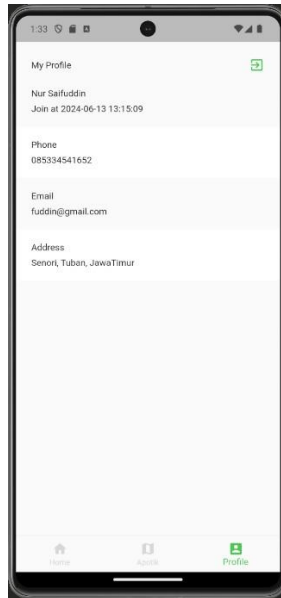 1:33
My Profile
Nur Saifuddin
Join at 2024-06-13 13:15:09
Phone
085334541652
Email
fuddin@gmail.com
Address
Senori, Tuban, JawaTimur
Home
Apotik
Profile